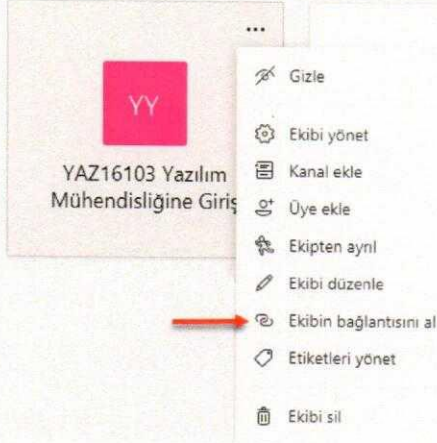 YY
YAZ16103 Yazılım
Mühendisliğine Giriş
Gizle
Ekibi yönet
Kanal ekle
Üye ekle
Ekipten ayrıl
Ekibi düzenle
Ekibin bağlantısını al
Etiketleri yönet
Ekibi sil